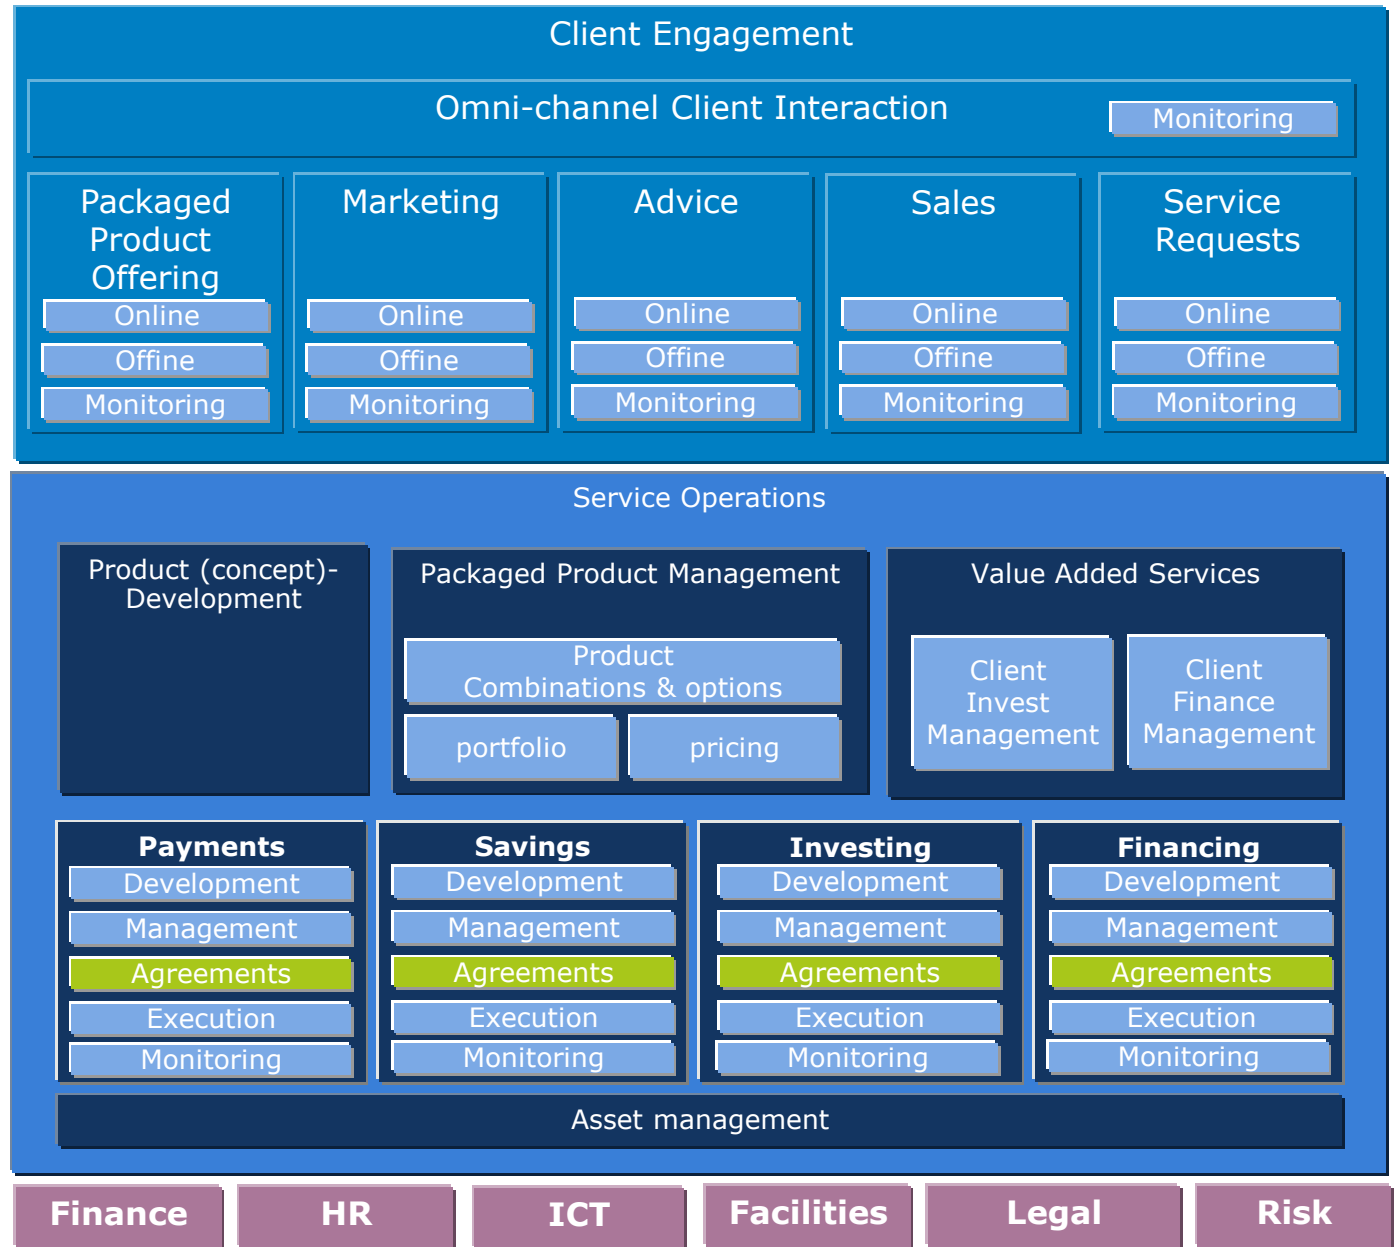 Client Engagement
Omni-channel Client Interaction
Monitoring
Packaged
Product
Offering
Online
Offine
Monitoring
Marketing
Online
Offine
Monitoring
Advice
Online
Offine
Monitoring
Sales
Online
Offine
Monitoring
Service
Requests
Online
Offine
Monitoring
Service Operations
Product (concept)-
Development
Packaged Product Management
Product
Combinations & options
portfolio
pricing
Value Added Services
Client
Invest
Management
Client
Finance
Management
Payments
Development
Management
Agreements
Execution
Monitoring
Savings
Development
Management
Agreements
Execution
Monitoring
Investing
Development
Management
Agreements
Execution
Monitoring
Financing
Development
Management
Agreements
Execution
Monitoring
Asset management
Finance
HR
ICT
Facilities
Legal
Risk